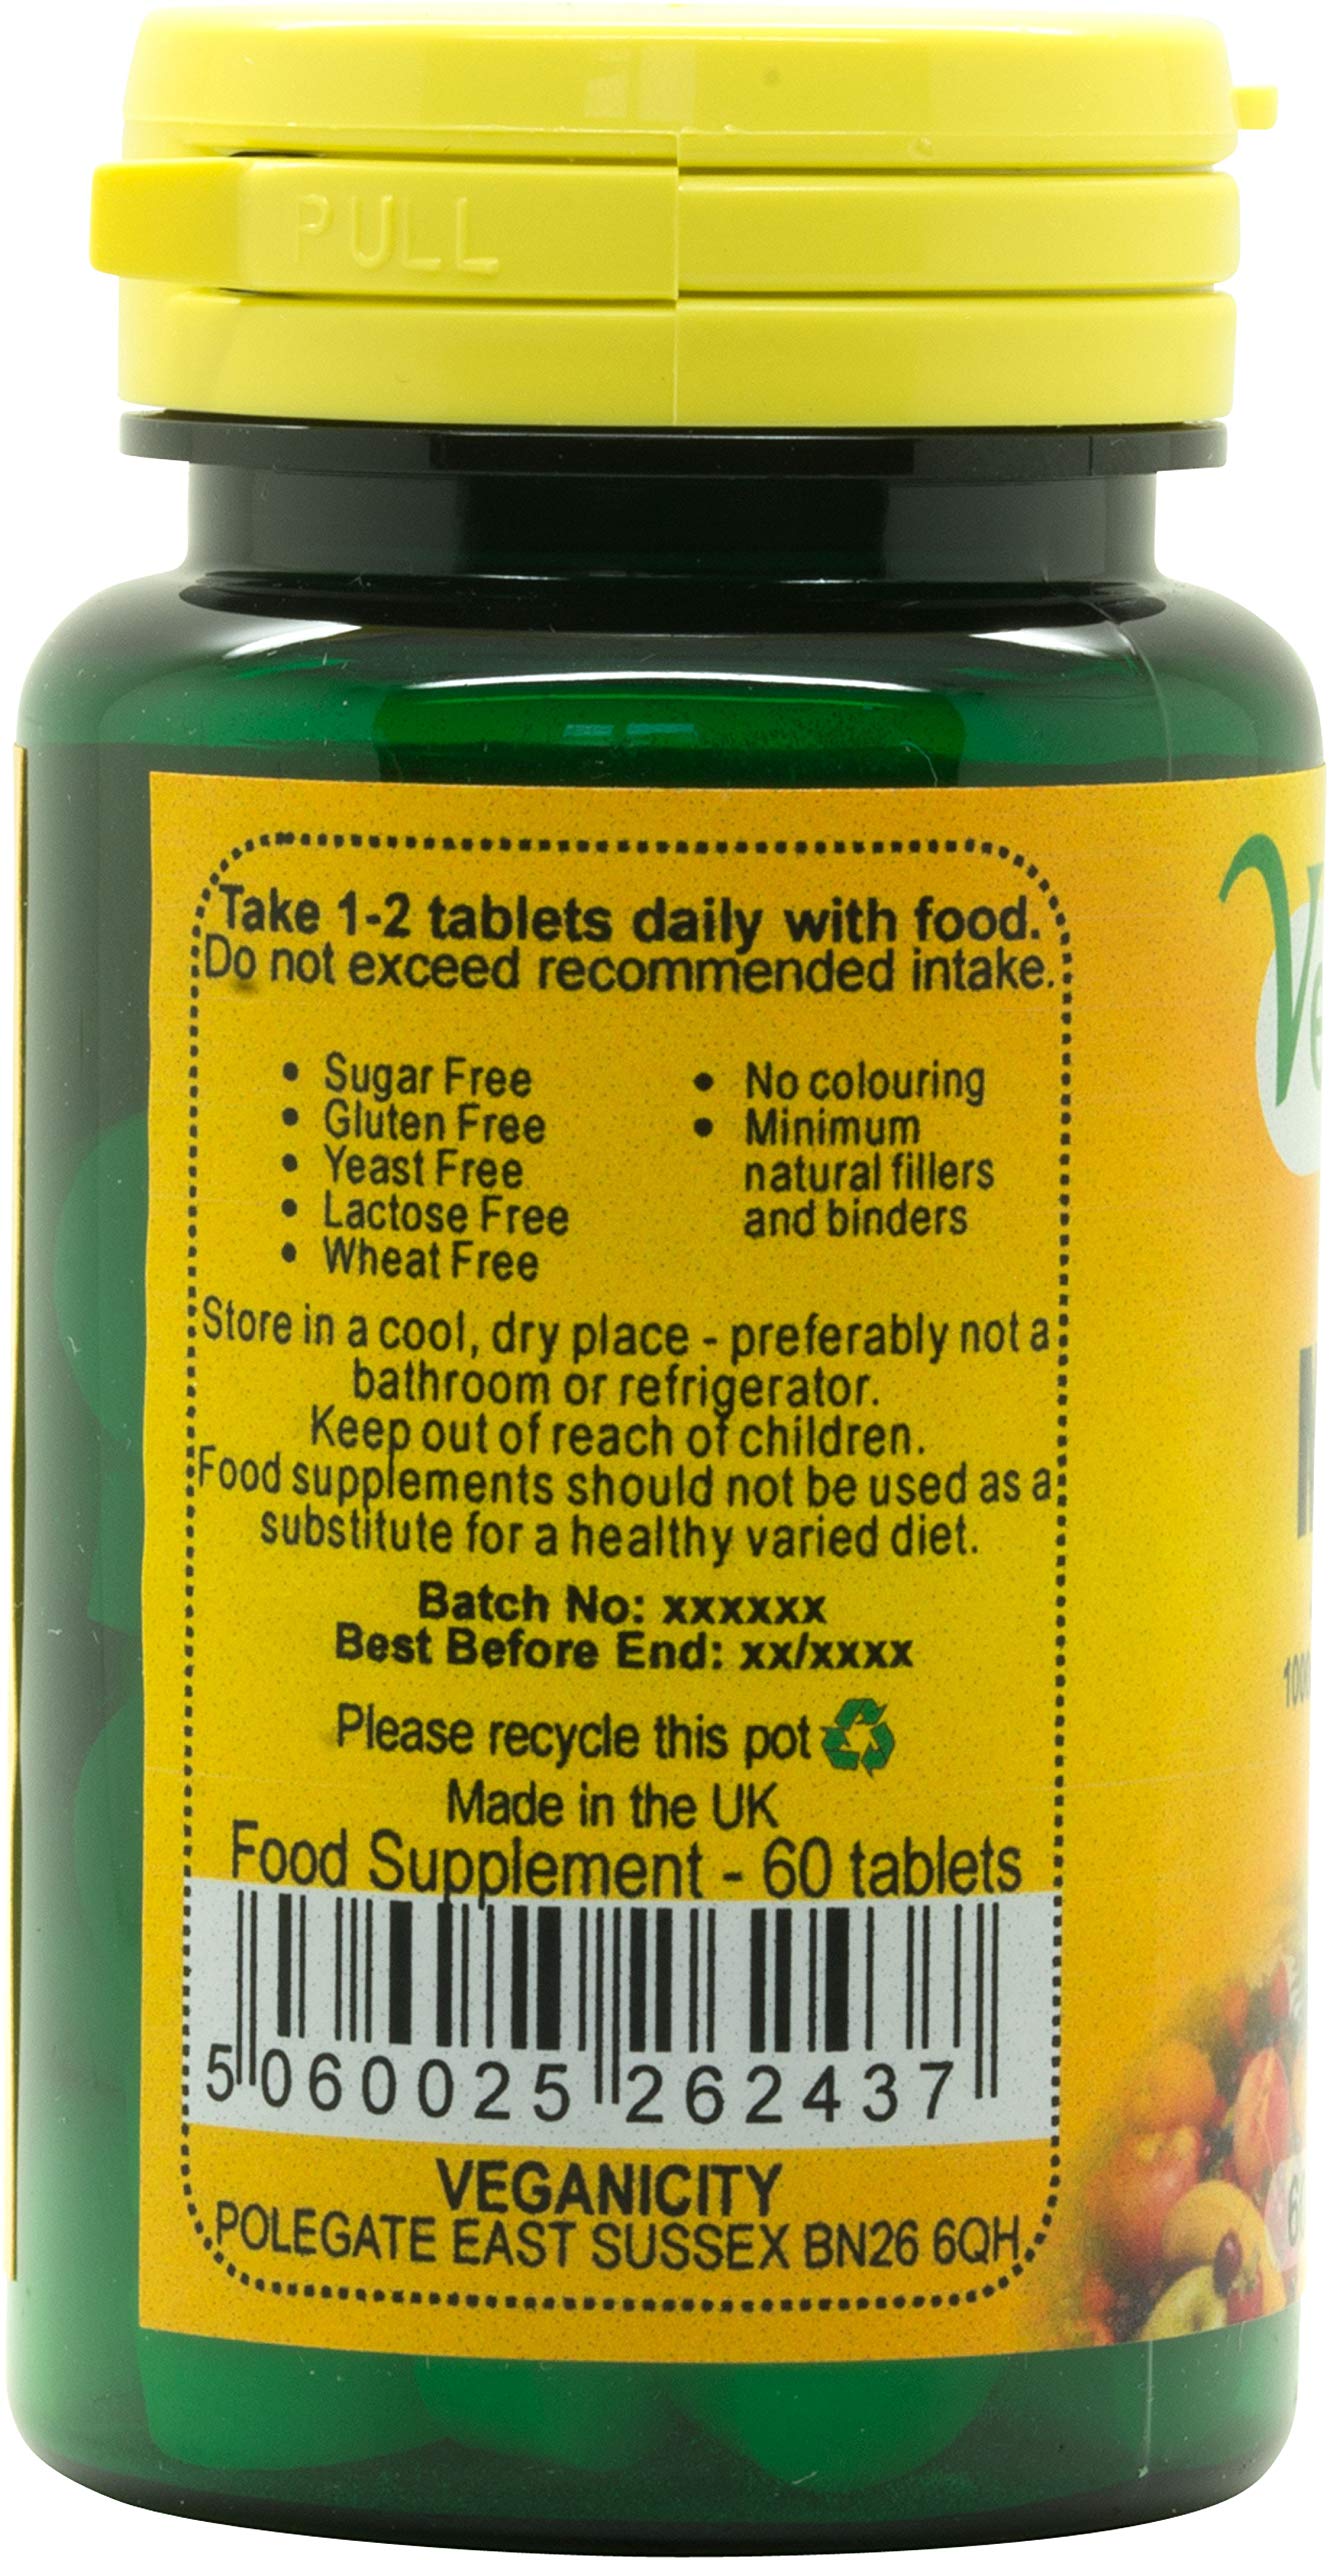 PULL
Take 1-2 tablets daily with food.
Do not exceed recommended intake.
• Sugar Free
• Gluten Free
• Yeast Free
• Lactose Free
• Wheat Free
• No colouring
• Minimum
natural fillers
and binders
Store in a cool, dry place - preferably not a
bathroom or refrigerator.
Keep out of reach of children.
Food supplements should not be used as a
substitute for a healthy varied diet.
Batch No: xxxxxx
Best Before End: xx/xxxx
Please recycle this pot
Made in the UK
Food Supplement - 60 tablets
5 060025 262437
VEGANICITY
POLEGATE EAST SUSSEX BN26 6QH